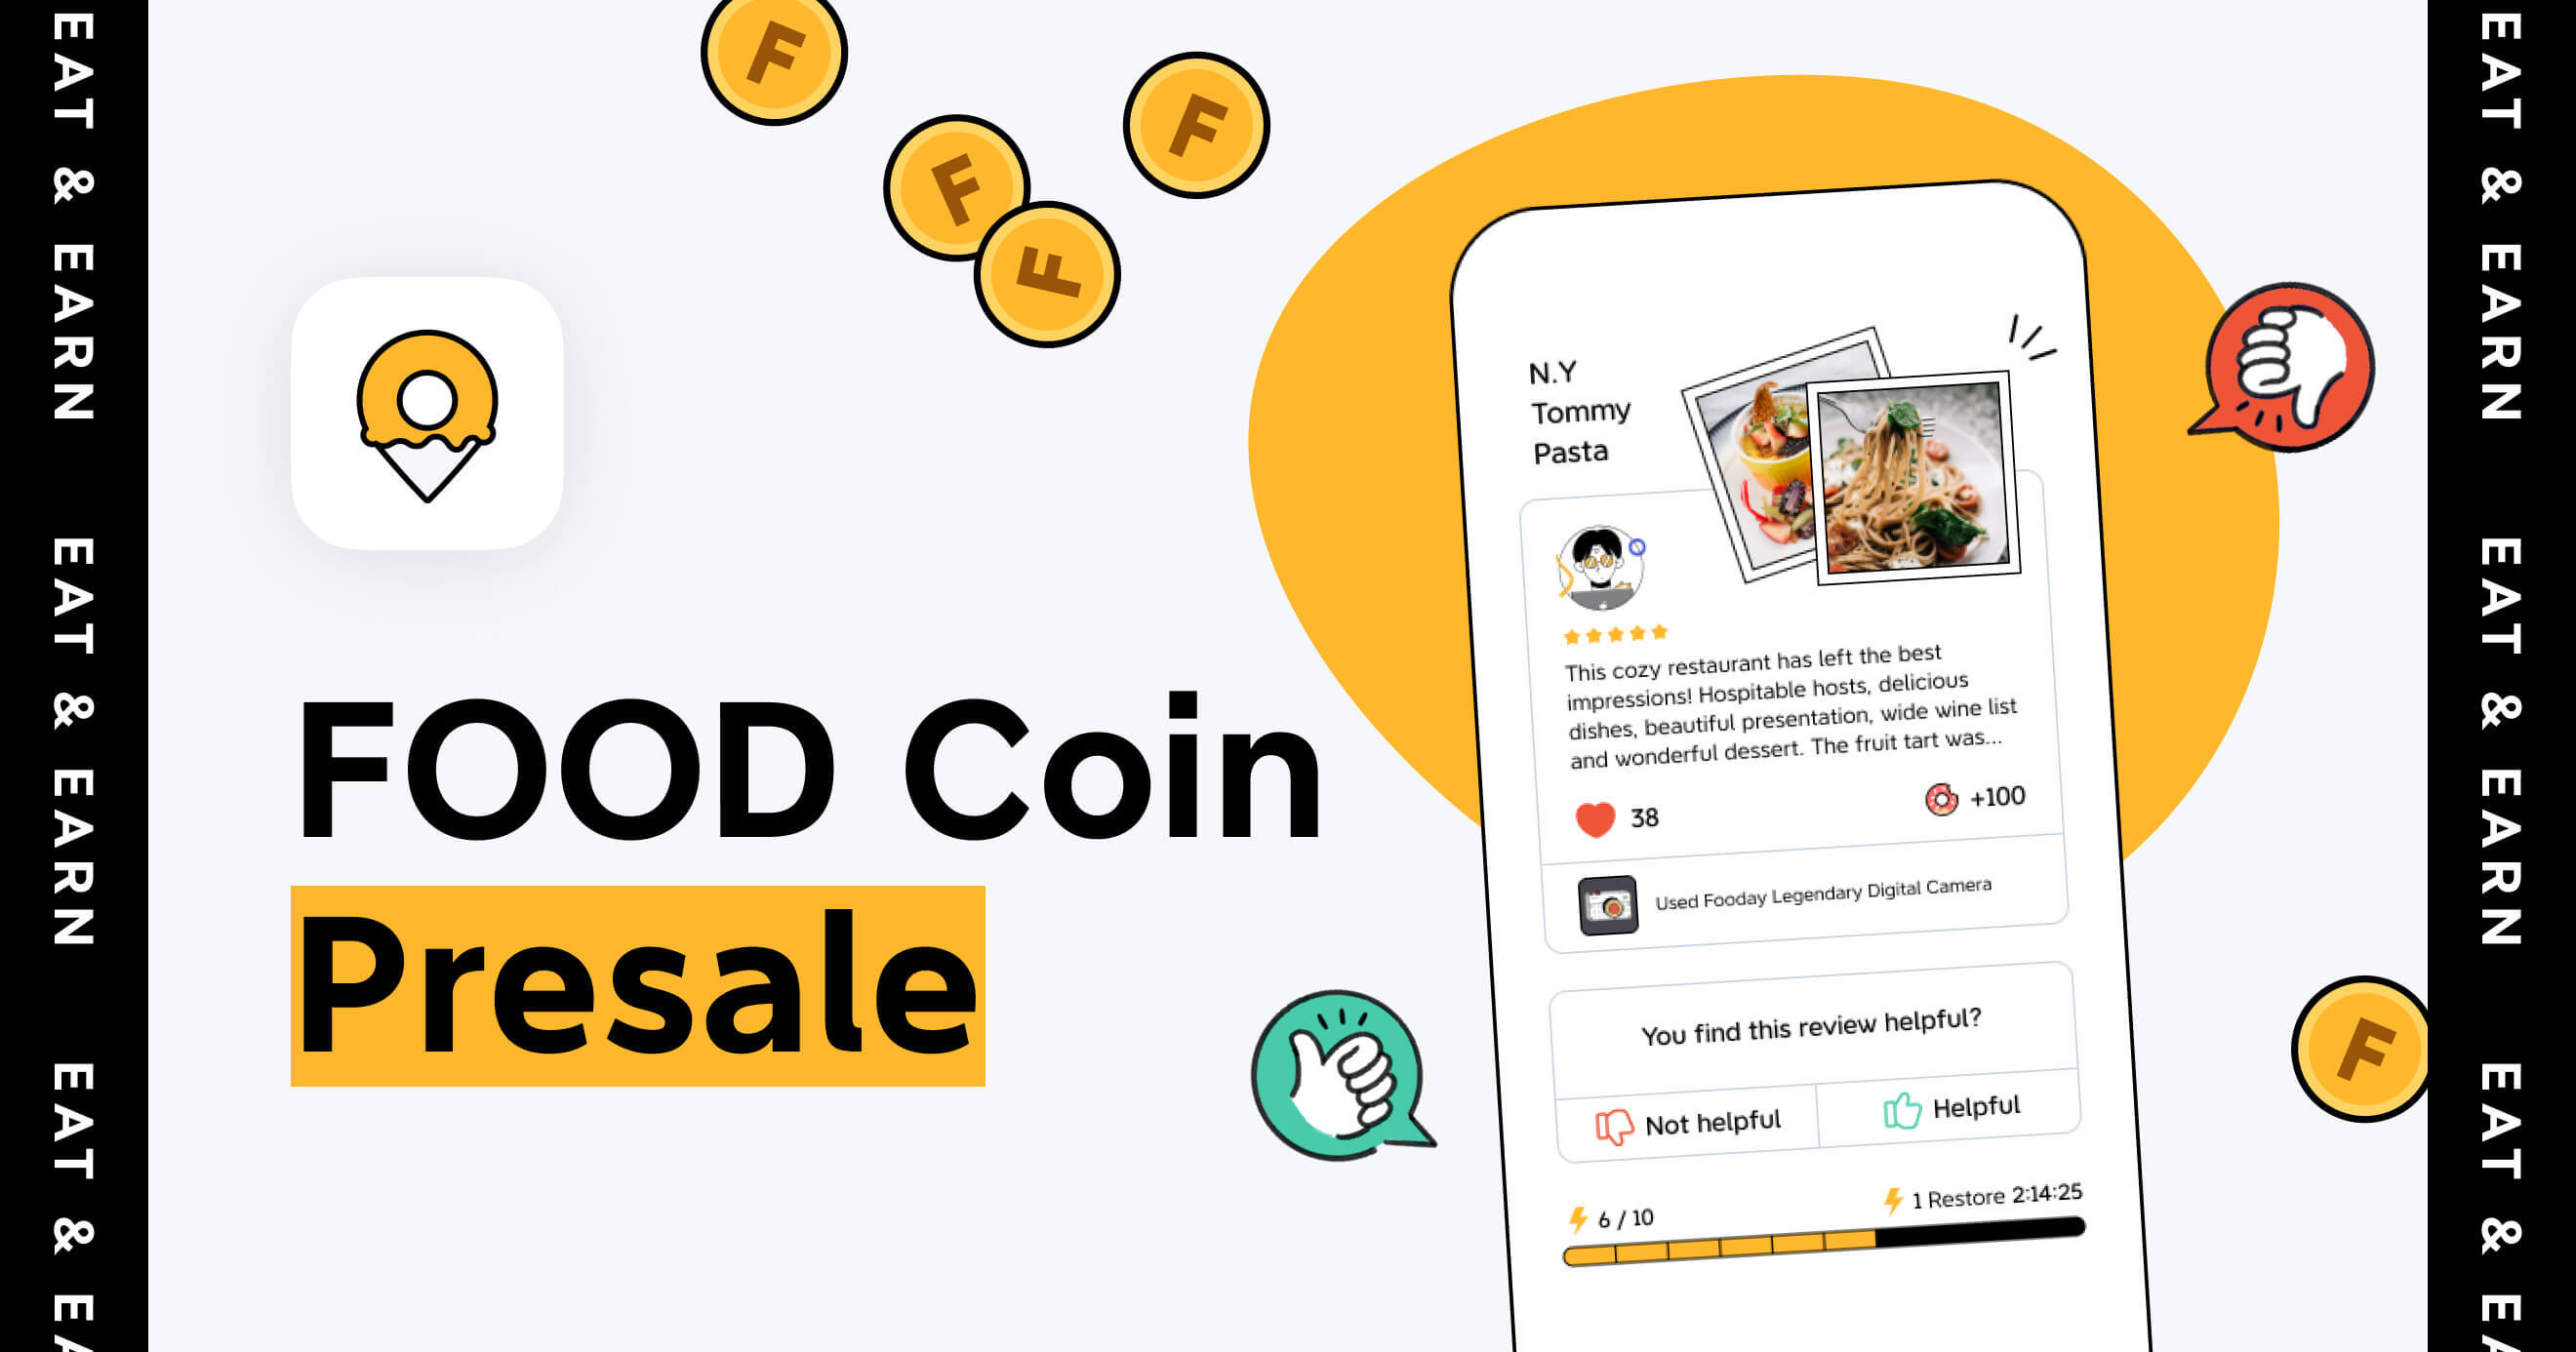 EAT & EARN EAT & EARN EAT & EA
F
F
F
F
FOOD Coin
Presale
N.Y
Tommy
Pasta
This cozy restaurant has left the best
impressions! Hospitable hosts, delicious
dishes, beautiful presentation, wide wine list
and wonderful dessert. The fruit tart was...
38
+100
Used Fooday Legendary Digital Camera
You find this review helpful?
Not helpful
Helpful
6 / 10
1 Restore 2:14:25
F
EAT & EARN EAT & EARN EAT & EA